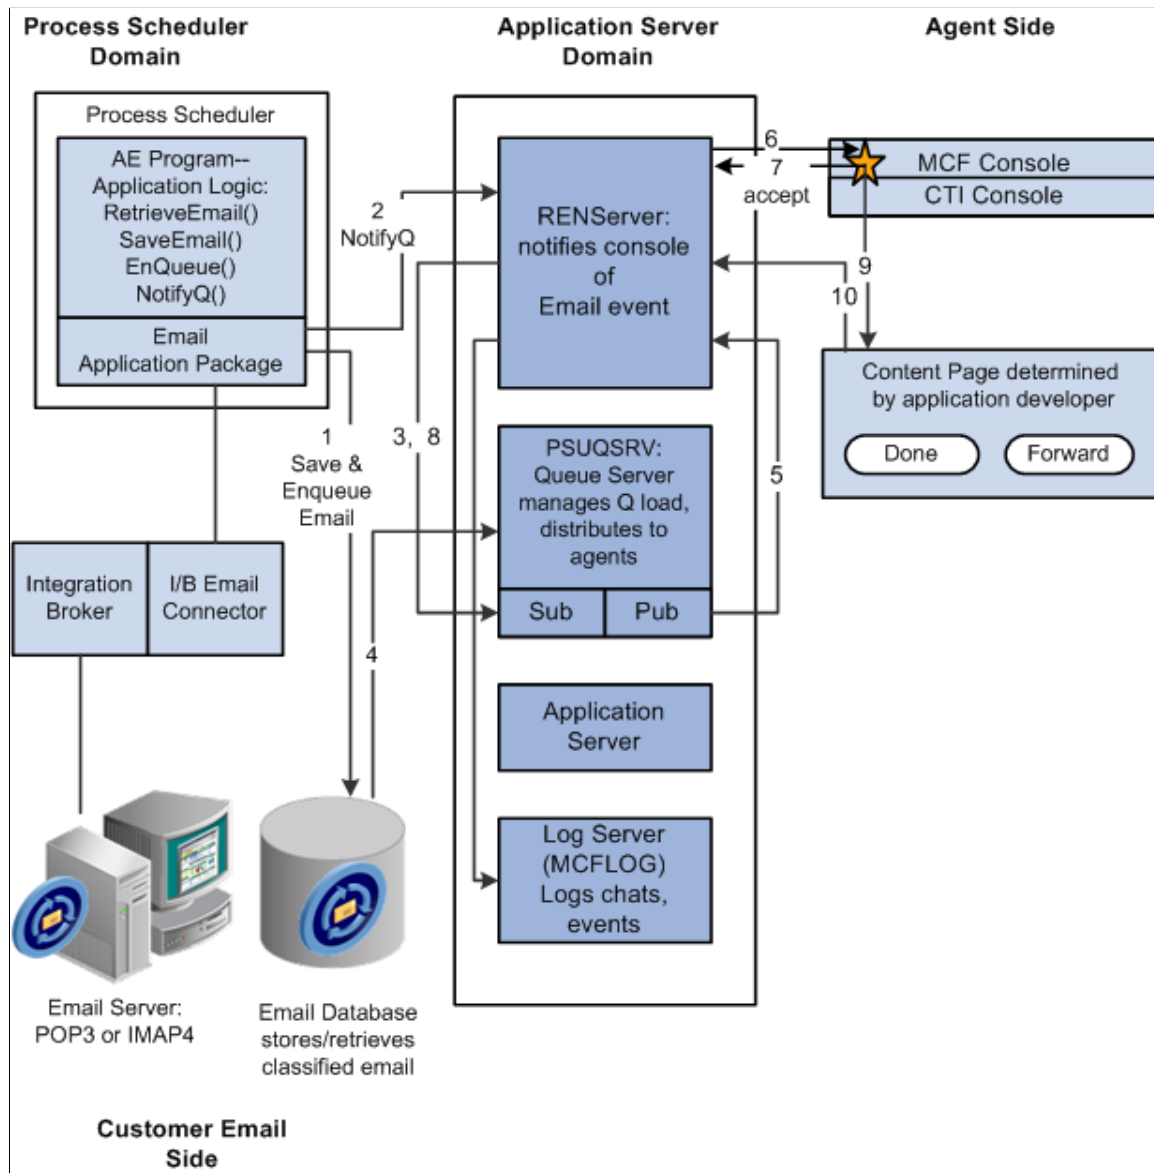 Process Scheduler
Domain
Application Server
Domain
Agent Side
Process Scheduler
AE Program--
Application Logic:
RetrieveEmail()
SaveEmail()
EnQueue()
NotifyQ()
Email
Application Package
2
NotifyQ
RENServer:
notifies console
of
Email event
6
7
accept
MCF Console
CTI Console
9
10
Content Page determined
by application developer
Done
Forward
1
Save &
Enqueue
Email
3, 8
PSUQSRV:
Queue Server
manages Q load,
distributes to
agents
Sub
Pub
5
Integration
Broker
I/B Email
Connector
4
Application
Server
Log Server
(MCFLOG)
Logs chats,
events
Email Server:
POP3 or IMAP4
Email Database
stores/retrieves
classified email
Customer Email
Side